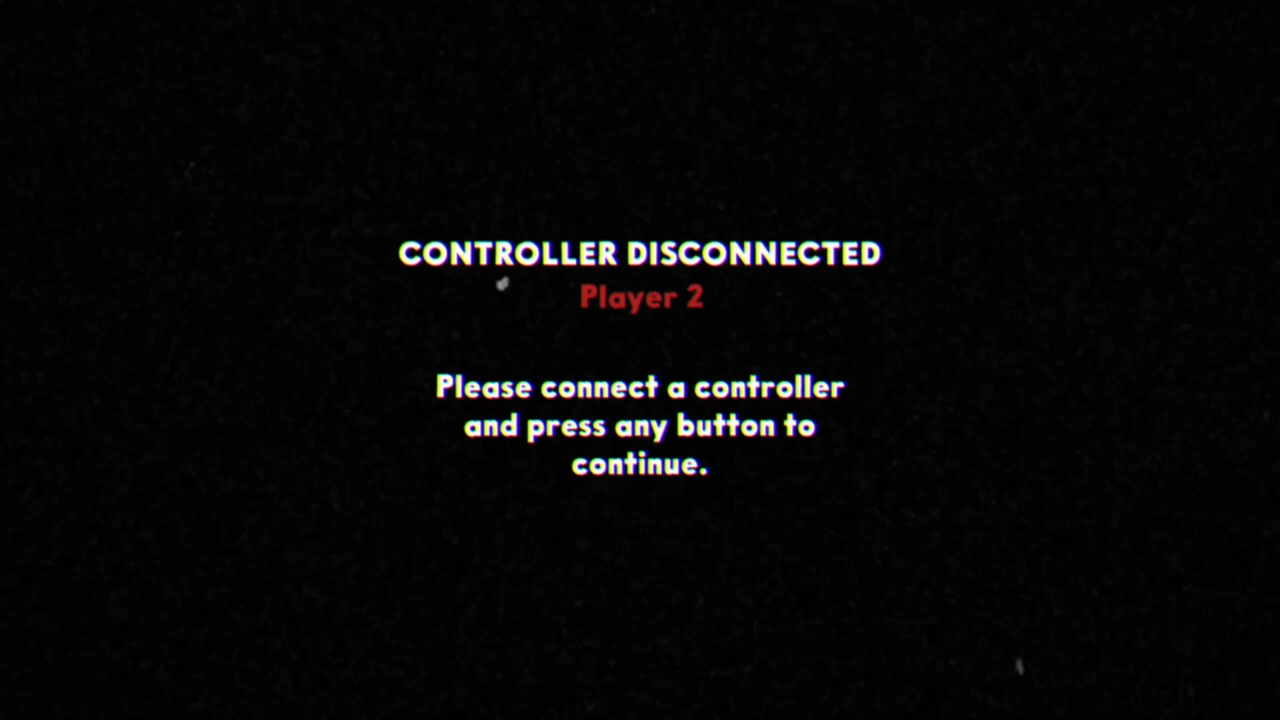 CONTROLLER DISCONNECTED
Player 2
Please connect a controller
and press any button to
continue.